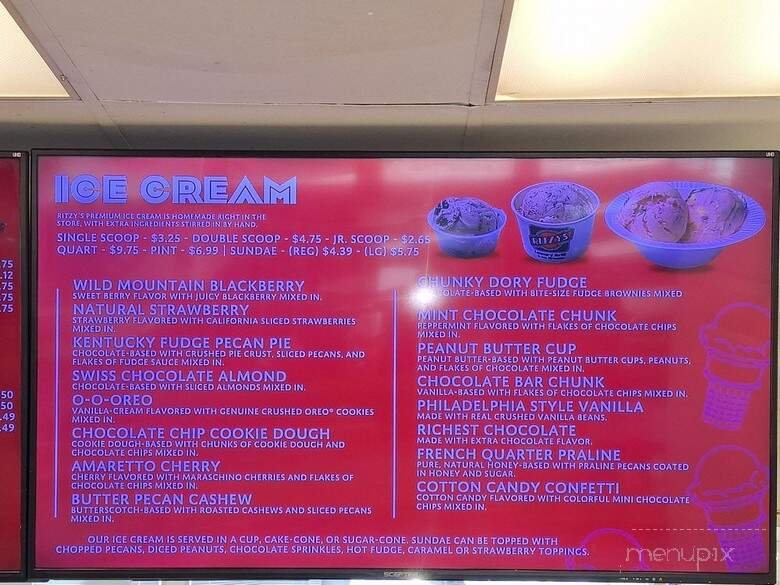 ICE CREAM
RITZY'S PREMIUM ICE CREAM IS HOMEMADE RIGHT IN THE
STORE, WITH EXTRA INGREDIENTS STIRRED IN BY HAND.
SINGLE SCOOP - $3.25 - DOUBLE SCOOP - $4.75 - JR. SCOOP - $2.65
QUART - $9.75 - PINT - $6.99 | SUNDAE - (REG) $4.39 - (LG) $5.75
RITZY'S
WILD MOUNTAIN BLACKBERRY
SWEET BERRY FLAVOR WITH JUICY BLACKBERRY MIXED IN.
NATURAL STRAWBERRY
STRAWBERRY FLAVORED WITH CALIFORNIA SLICED STRAWBERRIES
MIXED IN.
KENTUCKY FUDGE PECAN PIE
CHOCOLATE-BASED WITH CRUSHED PIE CRUST, SLICED PECANS, AND
FLAKES OF FUDGE SAUCE MIXED IN.
SWISS CHOCOLATE ALMOND
CHOCOLATE-BASED WITH SLICED ALMONDS MIXED IN.
O-O-OREO
VANILLA-CREAM FLAVORED WITH GENUINE CRUSHED OREO® COOKIES
MIXED IN.
CHOCOLATE CHIP COOKIE DOUGH
COOKIE DOUGH-BASED WITH CHUNKS OF COOKIE DOUGH AND
CHOCOLATE CHIPS MIXED IN.
AMARETTO CHERRY
CHERRY FLAVORED WITH MARASCHINO CHERRIES AND FLAKES OF
CHOCOLATE CHIPS MIXED IN.
BUTTER PECAN CASHEW
BUTTERSCOTCH-BASED WITH ROASTED CASHEWS AND SLICED PECANS
MIXED IN.
CHUNKY DORY FUDGE
OLATE-BASED WITH BITE-SIZE FUDGE BROWNIES MIXED
MINT CHOCOLATE CHUNK
PEPPERMINT FLAVORED WITH FLAKES OF CHOCOLATE CHIPS
MIXED IN.
PEANUT BUTTER CUP
PEANUT BUTTER-BASED WITH PEANUT BUTTER CUPS, PEANUTS,
AND FLAKES OF CHOCOLATE MIXED IN.
CHOCOLATE BAR CHUNK
VANILLA-BASED WITH FLAKES OF CHOCOLATE CHIPS MIXED IN.
PHILADELPHIA STYLE VANILLA
MADE WITH REAL CRUSHED VANILLA BEANS.
RICHEST CHOCOLATE
MADE WITH EXTRA CHOCOLATE FLAVOR.
FRENCH QUARTER PRALINE
PURE, NATURAL HONEY-BASED WITH PRALINE PECANS COATED
IN HONEY AND SUGAR.
COTTON CANDY CONFETTI
COTTON CANDY FLAVORED WITH COLORFUL MINI CHOCOLATE
CHIPS MIXED IN.
OUR ICE CREAM IS SERVED IN A CUP, CAKE-CONE, OR SUGAR-CONE. SUNDAE CAN BE TOPPED WITH
CHOPPED PECANS, DICED PEANUTS, CHOCOLATE SPRINKLES, HOT FUDGE, CARAMEL OR STRAWBERRY TOPPINGS.
SCEPTRE
menupix